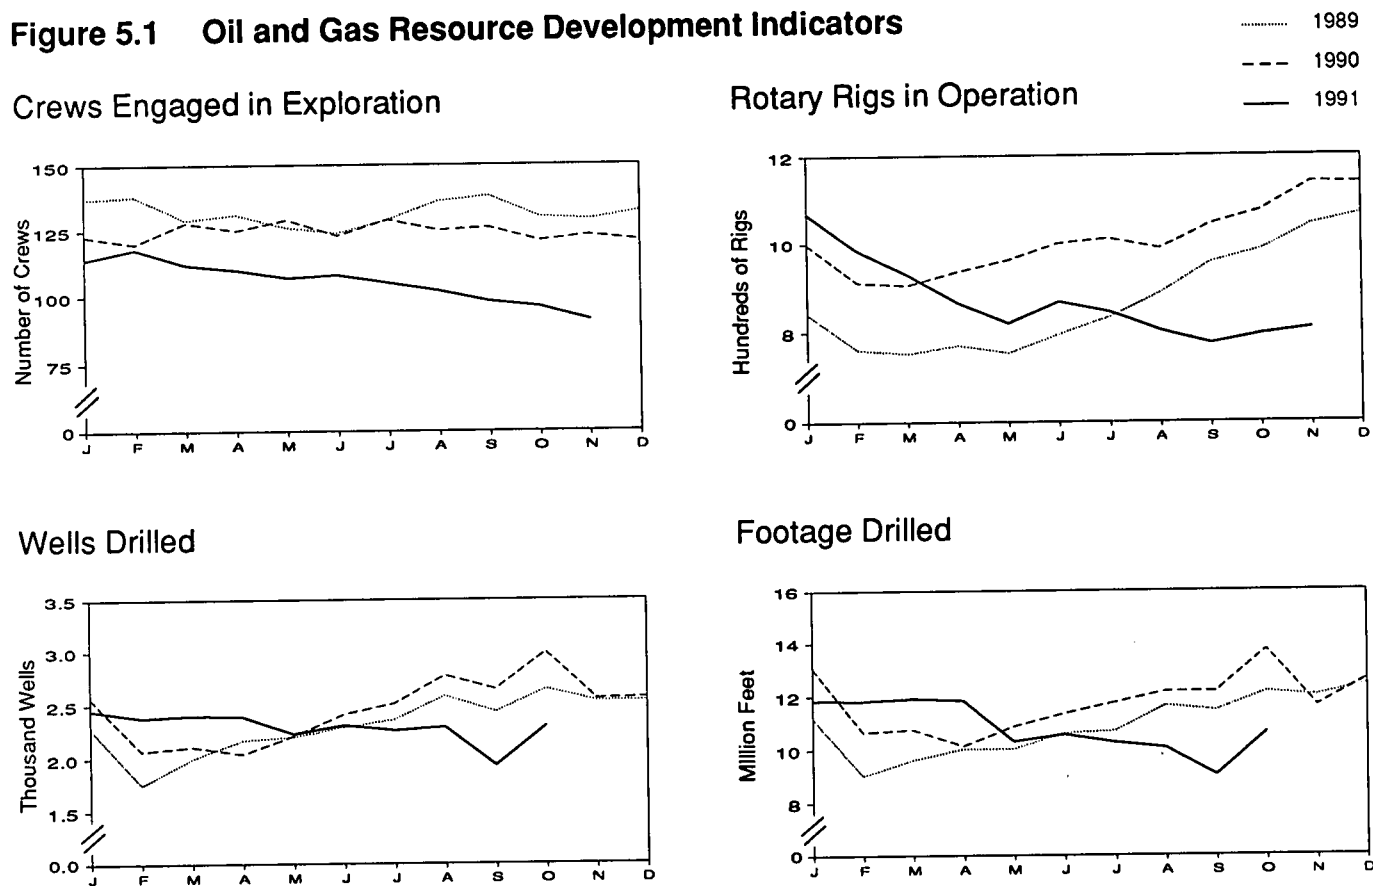 Figure 5.1 Oil and Gas Resource Development Indicators
1989
1990
1991
Crews Engaged in Exploration
150
125
100
75
0
Number of Crews
J F M A M J J A S O N D
Rotary Rigs in Operation
12
10
8
0
Hundreds of Rigs
J F M A M J J A S O N D
Wells Drilled
3.5
3.0
2.5
2.0
1.5
0.0
Thousand Wells
J F M A M J J A S O N D
Footage Drilled
16
14
12
10
8
0
Million Feet
J F M A M J J A S O N D